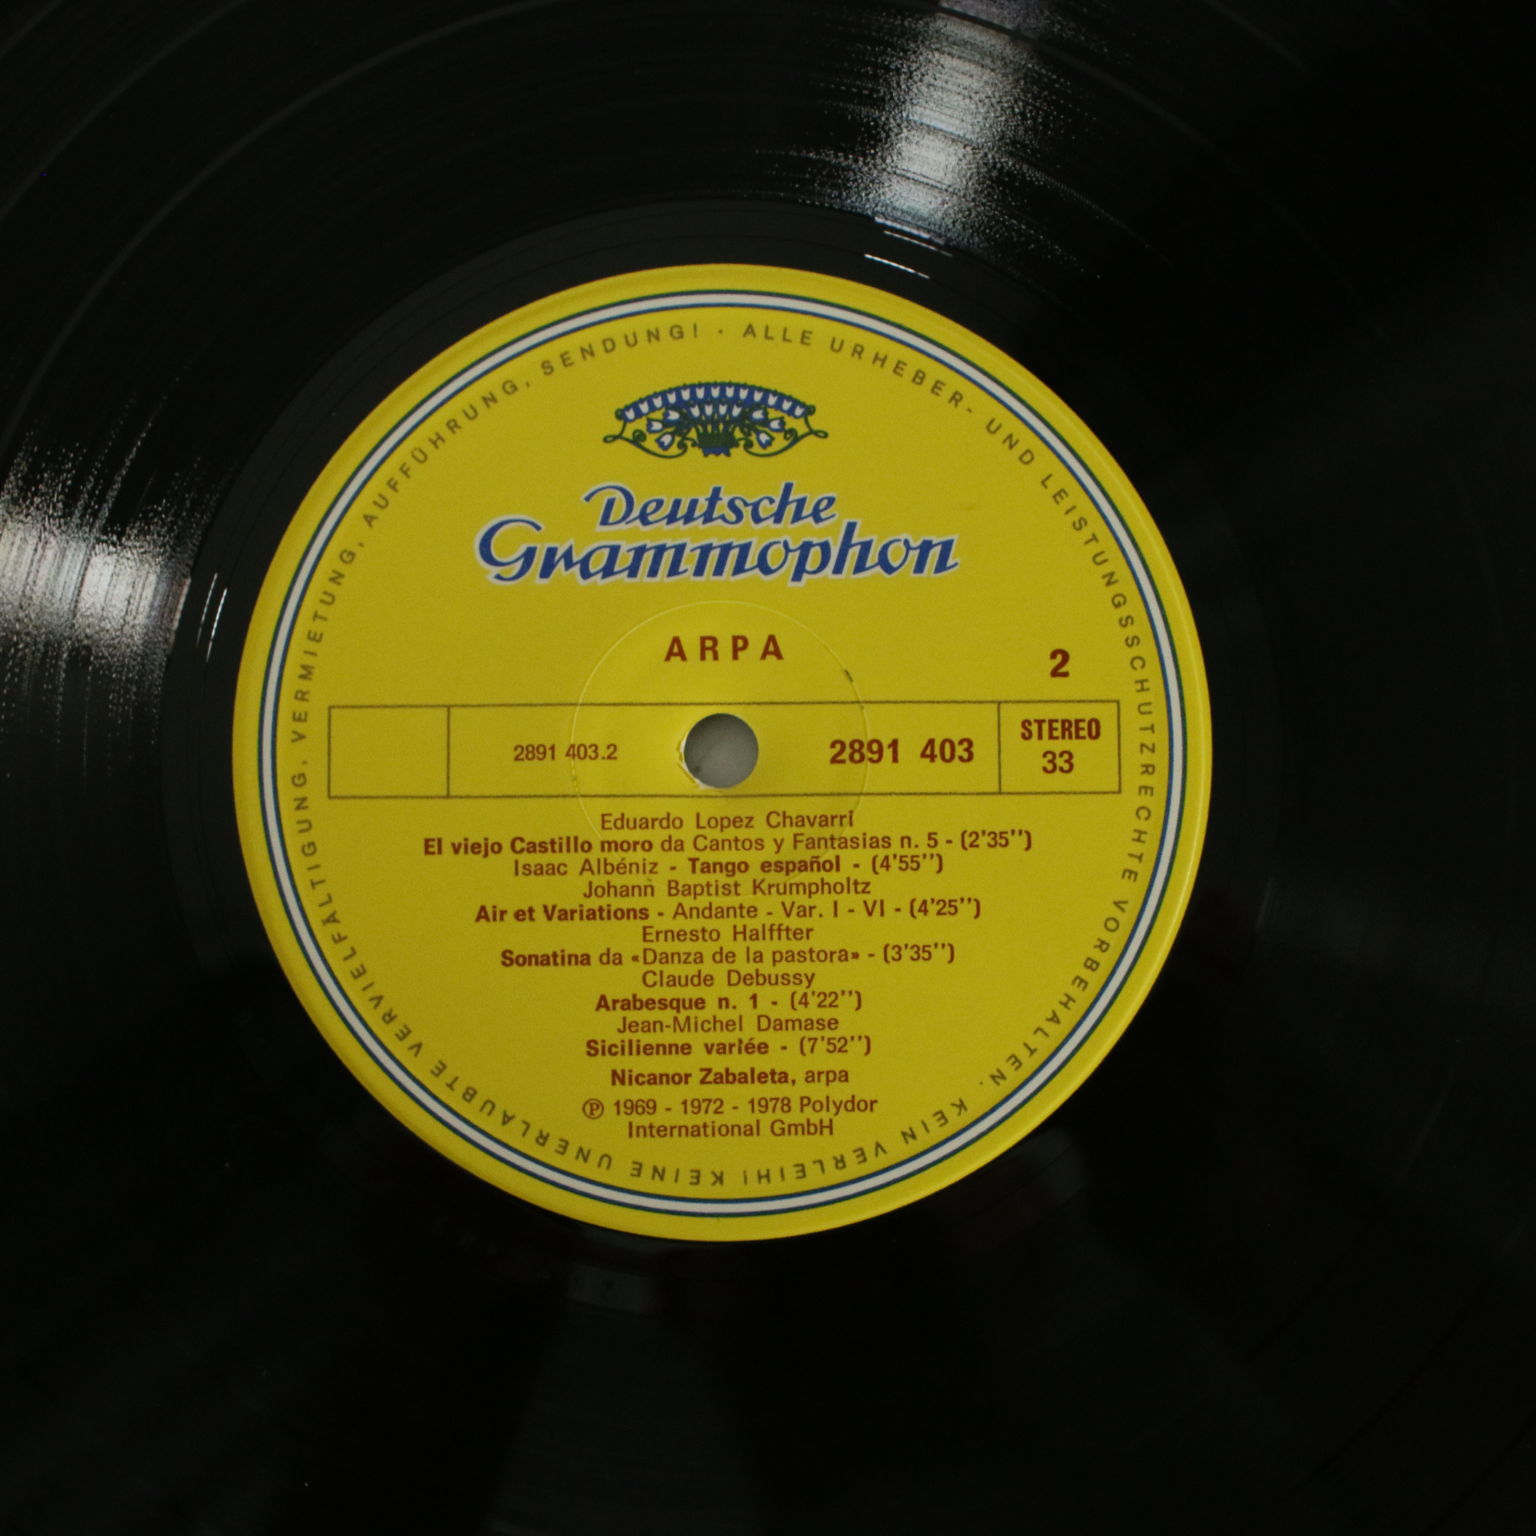 ALLE URHEBER- UND LEISTUNGSSCHUTZRECHTE VORBEHALTEN. KEIN VERLEIH! KEINE UNERLAUBTE VERVIELFÄLTIGUNG, VERMIETUNG, AUFFÜHRUNG, SENDUNG! ·
Deutsche
Grammophon
ARPA
2
2891 403.2
2891 403
STEREO
33
Eduardo Lopez Chavarri
El viejo Castillo moro da Cantos y Fantasias n. 5 - (2'35'')
Isaac Albéniz - Tango español - (4'55'')
Johann Baptist Krumpholtz
Air et Variations - Andante - Var. I - VI - (4'25'')
Ernesto Halffter
Sonatina da «Danza de la pastora» - (3'35'')
Claude Debussy
Arabesque n. 1 - (4'22'')
Jean-Michel Damase
Sicilienne variée - (7'52'')
Nicanor Zabaleta, arpa
℗ 1969 - 1972 - 1978 Polydor
International GmbH